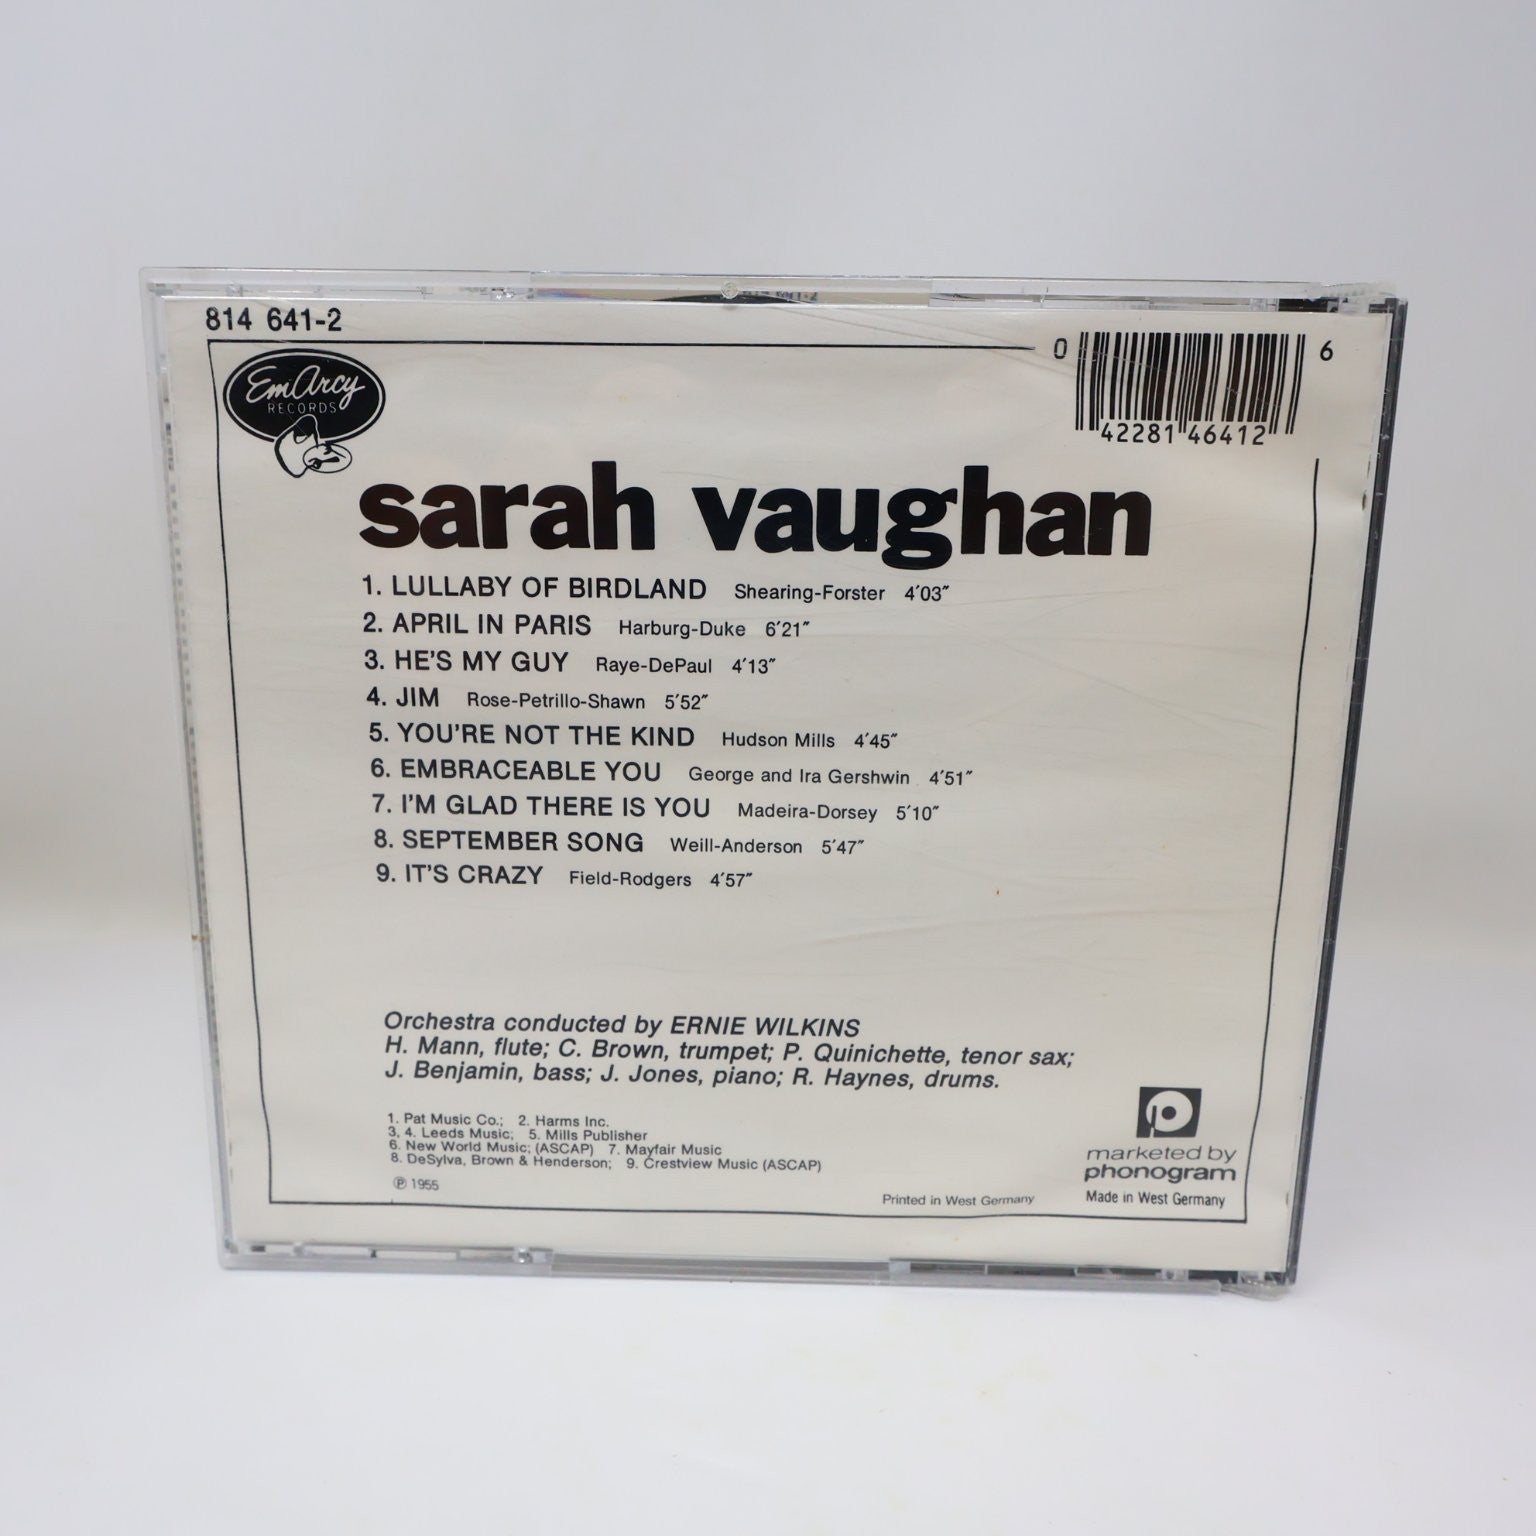 814 641-2
0 42281 46412 6
EmArcy
RECORDS
sarah vaughan
1. LULLABY OF BIRDLAND Shearing-Forster 4'03"
2. APRIL IN PARIS Harburg-Duke 6'21"
3. HE'S MY GUY Raye-DePaul 4'13"
4. JIM Rose-Petrillo-Shawn 5'52"
5. YOU'RE NOT THE KIND Hudson Mills 4'45"
6. EMBRACEABLE YOU George and Ira Gershwin 4'51"
7. I'M GLAD THERE IS YOU Madeira-Dorsey 5'10"
8. SEPTEMBER SONG Weill-Anderson 5'47"
9. IT'S CRAZY Field-Rodgers 4'57"
Orchestra conducted by ERNIE WILKINS
H. Mann, flute; C. Brown, trumpet; P. Quinichette, tenor sax;
J. Benjamin, bass; J. Jones, piano; R. Haynes, drums.
1. Pat Music Co.; 2. Harms Inc.
3, 4. Leeds Music; 5. Mills Publisher
6. New World Music; (ASCAP) 7. Mayfair Music
8. DeSylva, Brown & Henderson; 9. Crestview Music (ASCAP)
℗ 1955
Printed in West Germany
marketed by
phonogram
Made in West Germany